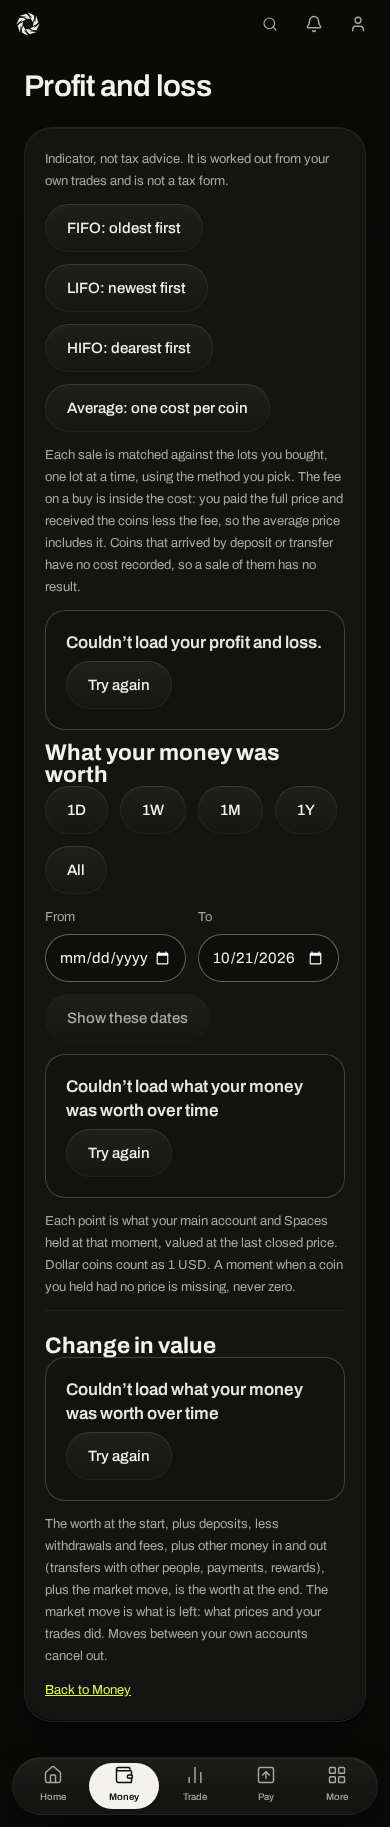 Profit and loss
Indicator, not tax advice. It is worked out from your
own trades and is not a tax form.
FIFO: oldest first
LIFO: newest first
HIFO: dearest first
Average: one cost per coin
Each sale is matched against the lots you bought,
one lot at a time, using the method you pick. The fee
on a buy is inside the cost: you paid the full price and
received the coins less the fee, so the average price
includes it. Coins that arrived by deposit or transfer
have no cost recorded, so a sale of them has no
result.
Couldn’t load your profit and loss.
Try again
What your money was
worth
1D 1W 1M 1Y
All
From To
mm/dd/yyyy 10/21/2026
Show these dates
Couldn’t load what your money
was worth over time
Try again
Each point is what your main account and Spaces
held at that moment, valued at the last closed price.
Dollar coins count as 1 USD. A moment when a coin
you held had no price is missing, never zero.
Change in value
Couldn’t load what your money
was worth over time
Try again
The worth at the start, plus deposits, less
withdrawals and fees, plus other money in and out
(transfers with other people, payments, rewards),
plus the market move, is the worth at the end. The
market move is what is left: what prices and your
trades did. Moves between your own accounts
cancel out.
Back to Money
Home Money Trade Pay More